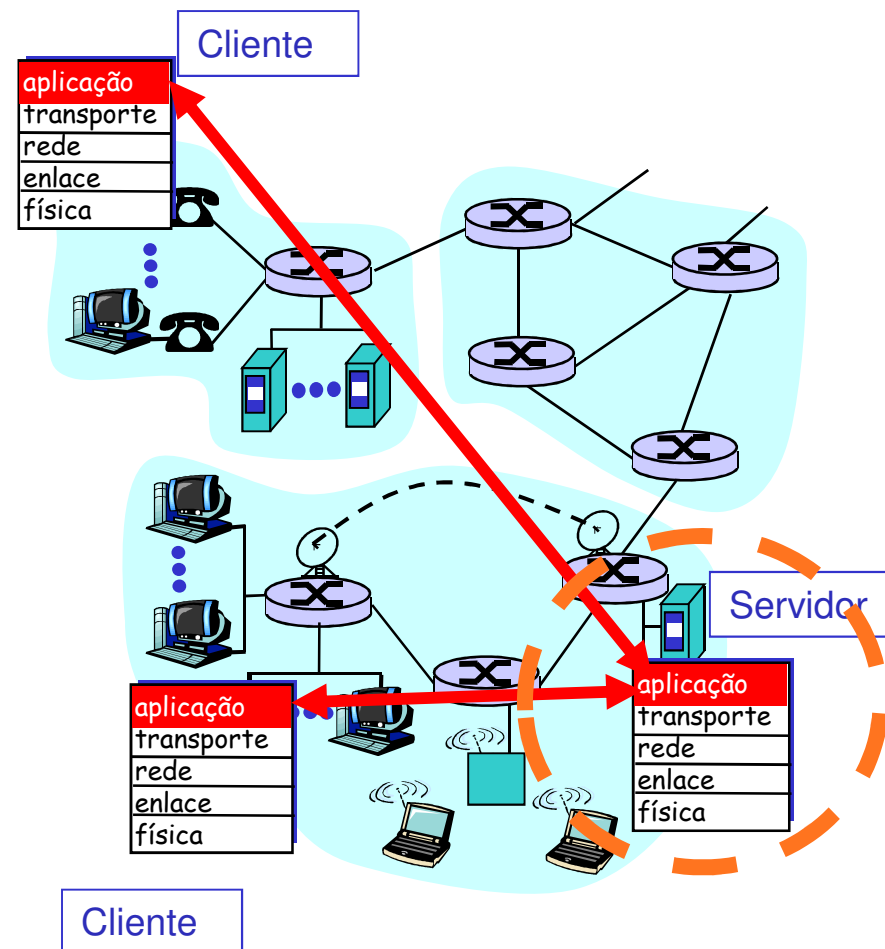 Cliente
aplicação
transporte
rede
enlace
física
Servidor
aplicação
transporte
rede
enlace
física
aplicação
transporte
rede
enlace
física
Cliente